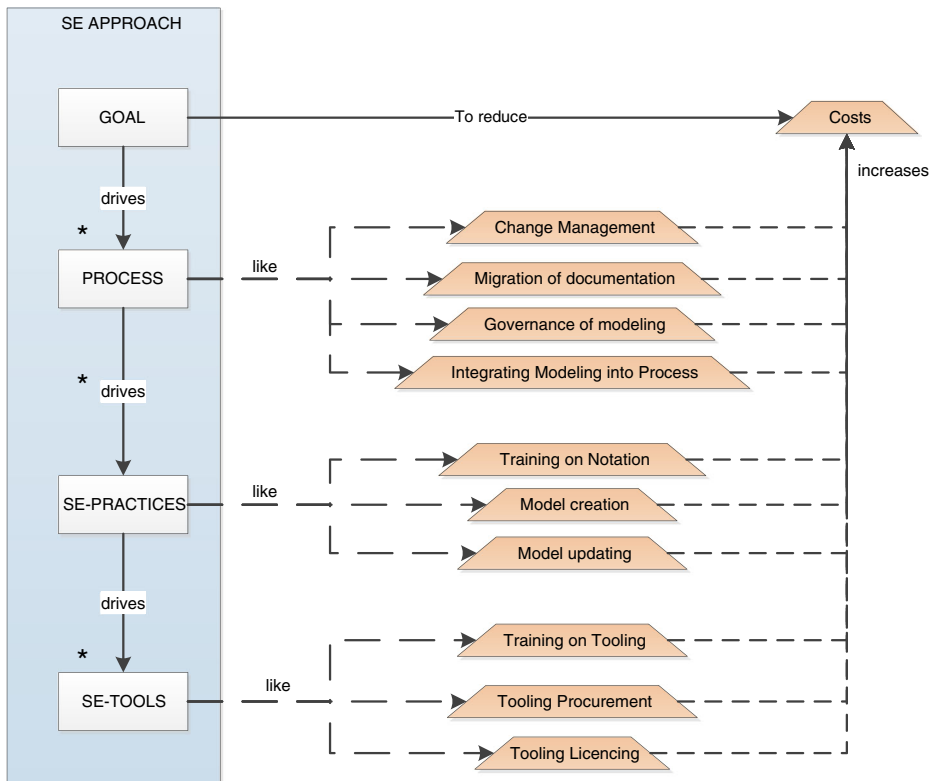 SE APPROACH
GOAL
To reduce
Costs
increases
drives
*
PROCESS
like
Change Management
Migration of documentation
Governance of modeling
Integrating Modeling into Process
*
drives
SE-PRACTICES
like
Training on Notation
Model creation
Model updating
drives
*
SE-TOOLS
like
Training on Tooling
Tooling Procurement
Tooling Licencing